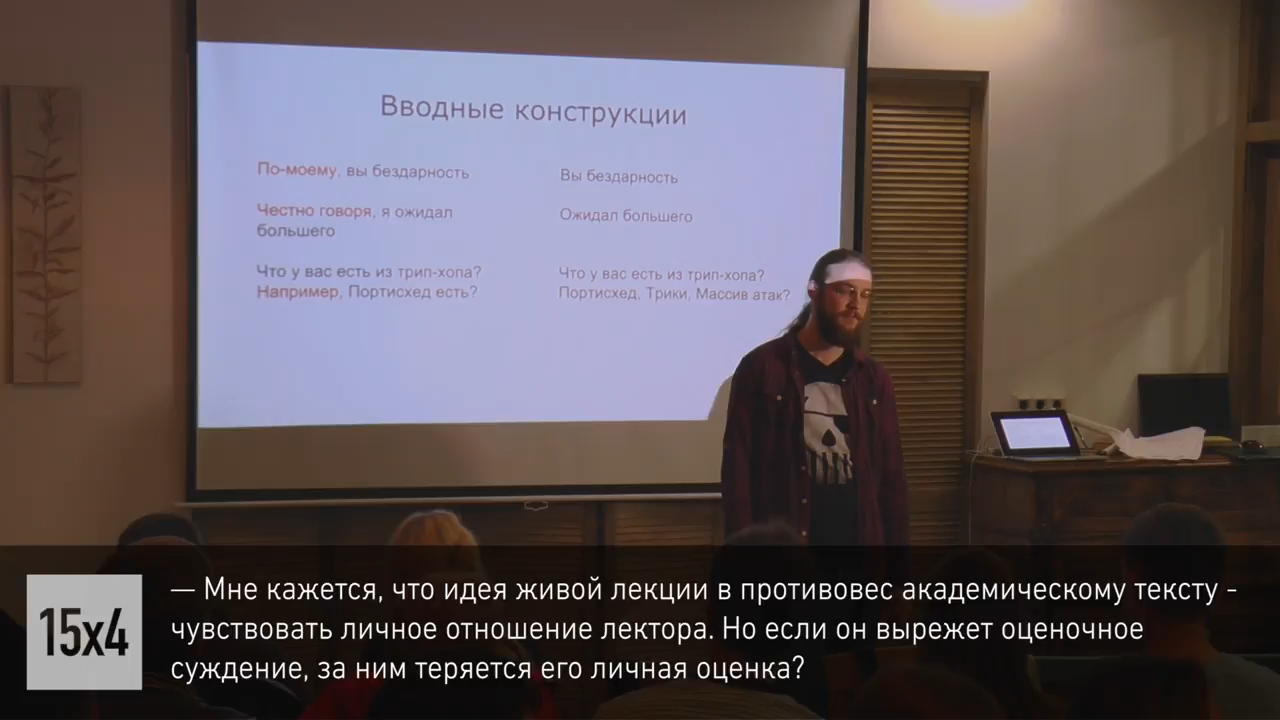 Вводные конструкции
По-моему, вы бездарность
Вы бездарность
Честно говоря, я ожидал
большего
Ожидал большего
Что у вас есть из трип-хопа?
Например, Портисхед есть?
Что у вас есть из трип-хопа?
Портисхед, Трики, Массив атак?
15x4
— Мне кажется, что идея живой лекции в противовес академическому тексту -
чувствовать личное отношение лектора. Но если он вырежет оценочное
суждение, за ним теряется его личная оценка?